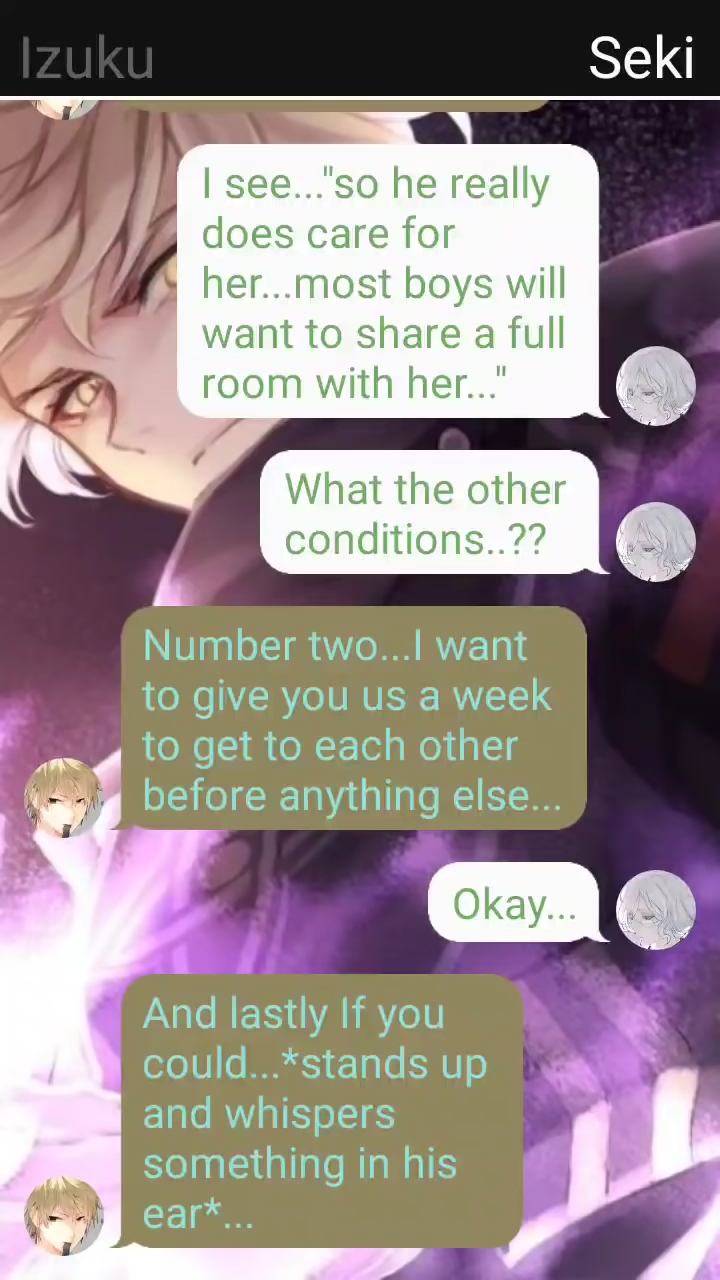 Izuku
Seki
I see..."so he really
does care for
her...most boys will
want to share a full
room with her..."
What the other
conditions..??
Number two...I want
to give you us a week
to get to each other
before anything else...
Okay...
And lastly If you
could...*stands up
and whispers
something in his
ear*...